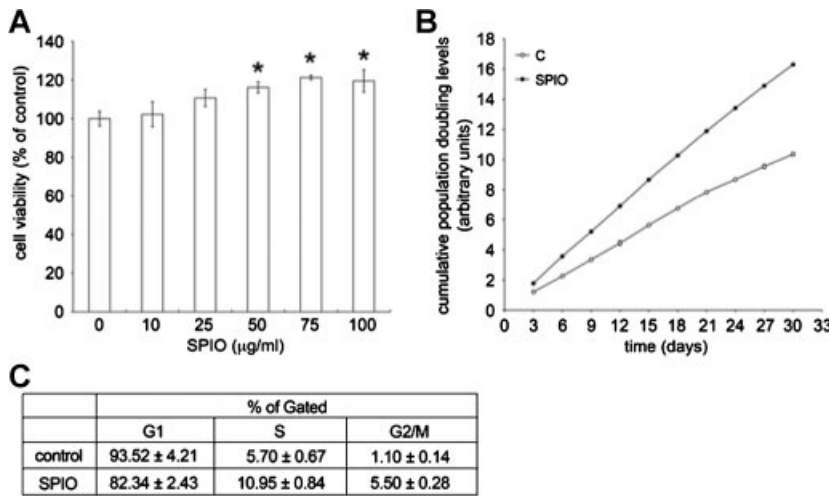 A
cell viability (% of control)
140
120
100
80
60
40
20
0
* * *
0 10 25 50 75 100
SPIO (μg/ml)
B
cumulative population doubling levels
(arbitrary units)
18
16
14
12
10
8
6
4
2
0
C
SPIO
0 3 6 9 12 15 18 21 24 27 30 33
time (days)
C
% of Gated
G1 S G2/M
control 93.52 ± 4.21 5.70 ± 0.67 1.10 ± 0.14
SPIO 82.34 ± 2.43 10.95 ± 0.84 5.50 ± 0.28